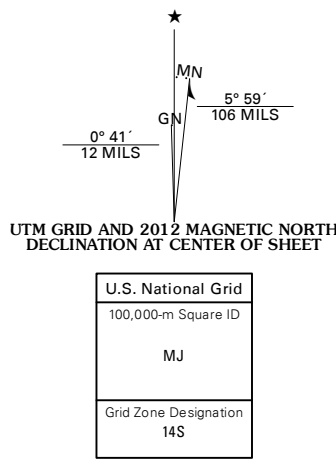 ★
MN
GN
5° 59´
106 MILS
0° 41´
12 MILS
UTM GRID AND 2012 MAGNETIC NORTH
DECLINATION AT CENTER OF SHEET
U.S. National Grid
100,000-m Square ID
MJ
Grid Zone Designation
14S